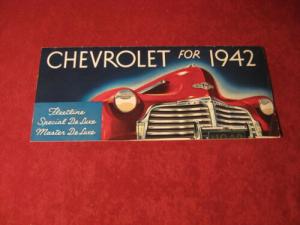 CHEVROLET FOR 1942
Fleetline
Special De Luxe
Master De Luxe